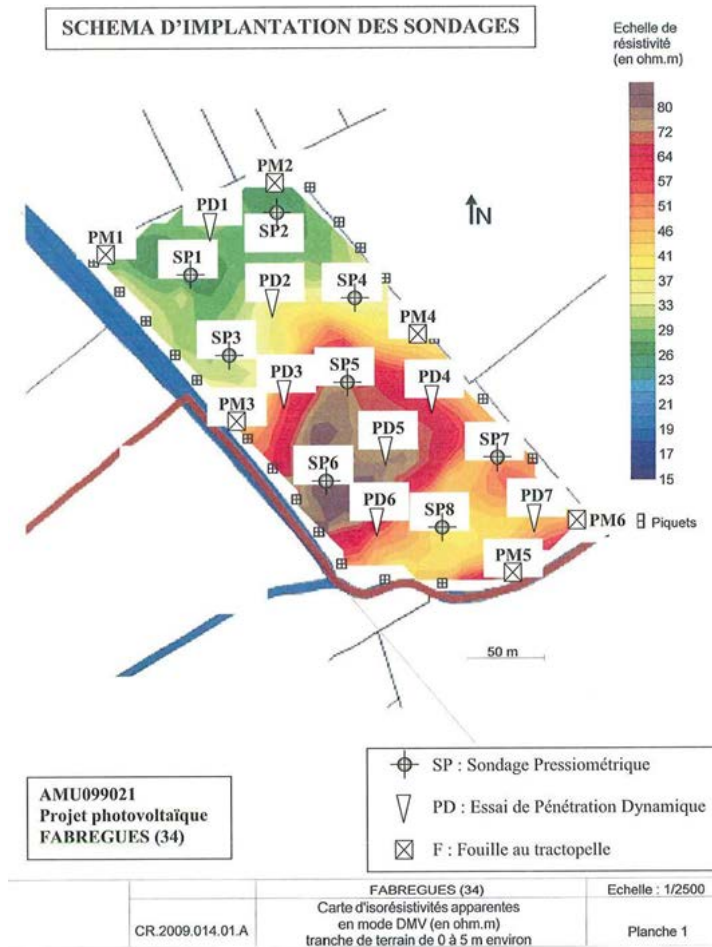 SCHEMA D'IMPLANTATION DES SONDAGES
Echelle de
résistivité
(en ohm.m)
80
72
64
57
51
46
41
37
33
29
26
23
21
19
17
15
N
PM2
PD1
PM1
SP2
SP1
PD2
SP4
PM4
SP3
SP5
PD3
PD4
PM3
PD5
SP7
SP6
PD6
SP8
PD7
PM6
PM5
Piquets
50 m
AMU099021
Projet photovoltaïque
FABREGUES (34)
SP : Sondage Pressiométrique
PD : Essai de Pénétration Dynamique
F : Fouille au tractopelle
FABREGUES (34)
Echelle : 1/2500
CR.2009.014.01.A
Carte d'isorésistivités apparentes
en mode DMV (en ohm.m)
tranche de terrain de 0 à 5 m environ
Planche 1